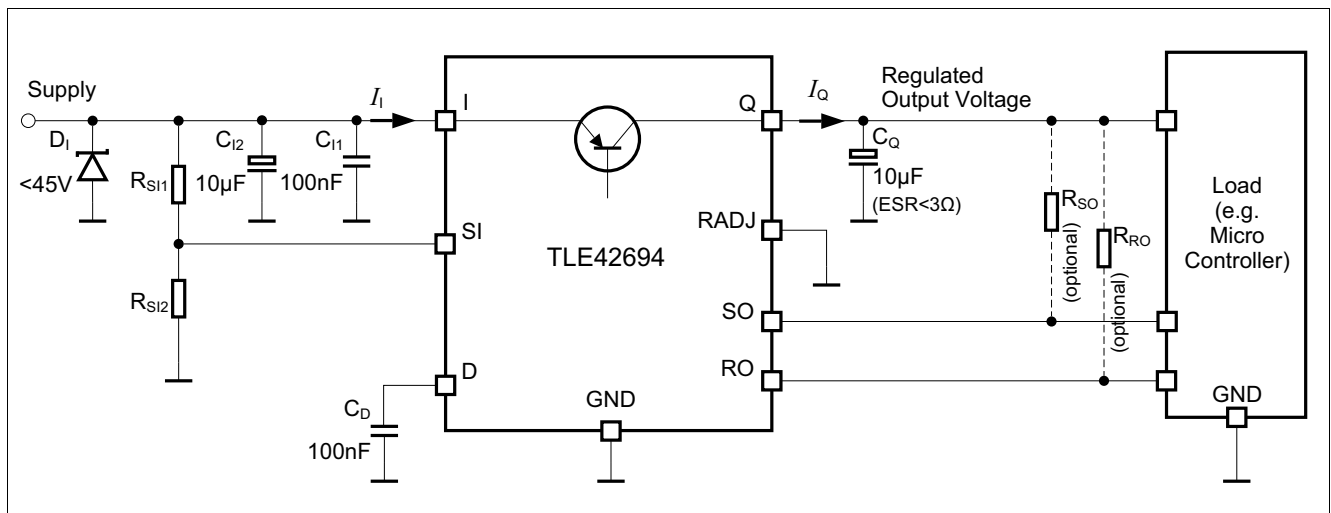 Supply
D_I
<45V
R_SI1
R_SI2
C_I2
10µF
C_I1
100nF
I_I
I
SI
D
C_D
100nF
TLE42694
GND
Q
RADJ
SO
RO
I_Q
C_Q
10µF
(ESR<3Ω)
Regulated
Output Voltage
R_SO
(optional)
R_RO
(optional)
Load
(e.g.
Micro
Controller)
GND